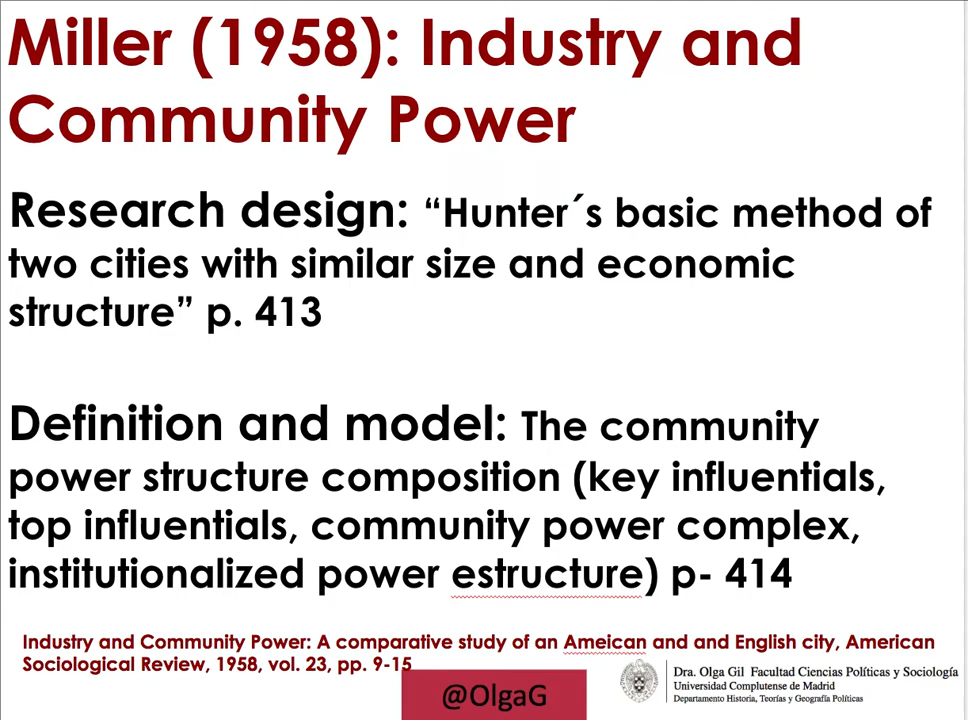 Miller (1958): Industry and
Community Power
Research design: “Hunter´s basic method of
two cities with similar size and economic
structure” p. 413
Definition and model: The community
power structure composition (key influentials,
top influentials, community power complex,
institutionalized power estructure) p- 414
Industry and Community Power: A comparative study of an Ameican and and English city, American
Sociological Review, 1958, vol. 23, pp. 9-15
@OlgaG
Dra. Olga Gil Facultad Ciencias Políticas y Sociología
Universidad Complutense de Madrid
Departamento Historia, Teorías y Geografía Políticas